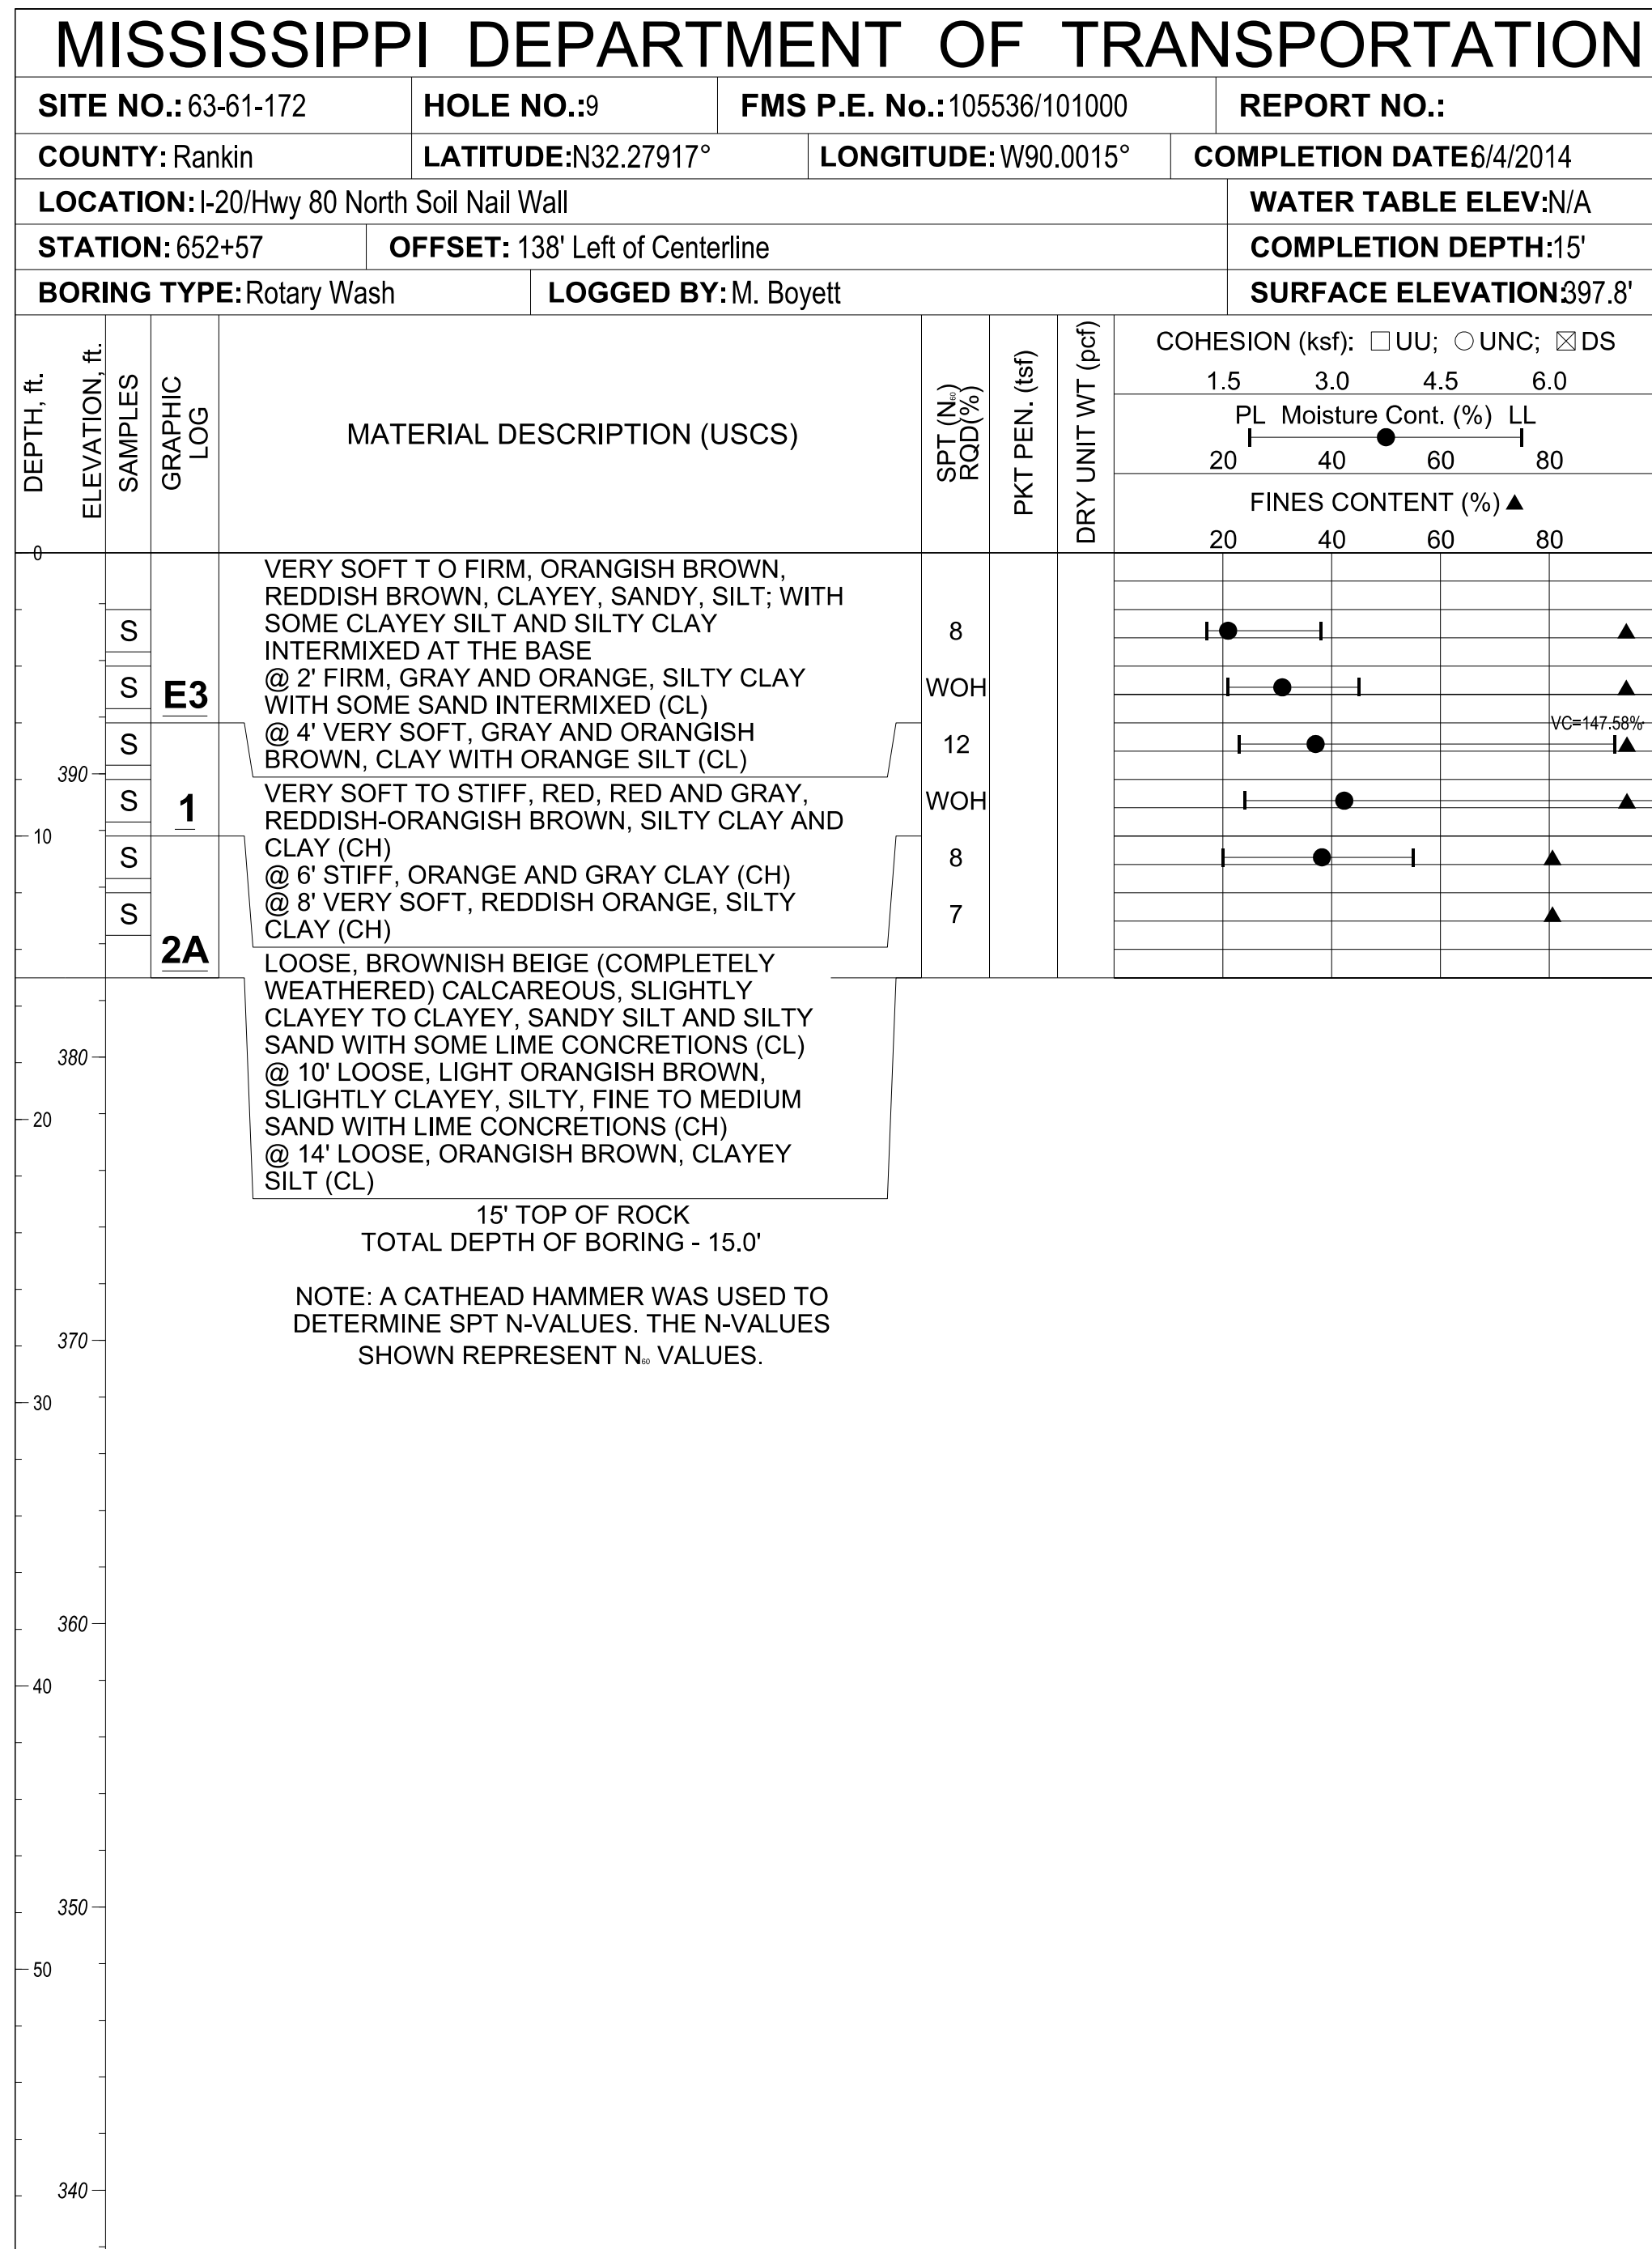 MISSISSIPPI DEPARTMENT OF TRANSPORTATION
SITE NO.: 63-61-172 HOLE NO.:9 FMS P.E. No.:105536/101000 REPORT NO.:
COUNTY: Rankin LATITUDE:N32.27917° LONGITUDE: W90.0015° COMPLETION DATE:6/4/2014
LOCATION: I-20/Hwy 80 North Soil Nail Wall WATER TABLE ELEV:N/A
STATION: 652+57 OFFSET: 138' Left of Centerline COMPLETION DEPTH:15'
BORING TYPE: Rotary Wash LOGGED BY: M. Boyett SURFACE ELEVATION:397.8'
DEPTH, ft.
ELEVATION, ft.
SAMPLES
GRAPHIC
LOG
MATERIAL DESCRIPTION (USCS)
SPT (N60)
RQD(%)
PKT PEN. (tsf)
DRY UNIT WT (pcf)
COHESION (ksf): □ UU; ○ UNC; ☒ DS
1.5 3.0 4.5 6.0
PL Moisture Cont. (%) LL
20 40 60 80
FINES CONTENT (%) ▲
20 40 60 80
0
VERY SOFT T O FIRM, ORANGISH BROWN,
REDDISH BROWN, CLAYEY, SANDY, SILT; WITH
SOME CLAYEY SILT AND SILTY CLAY
INTERMIXED AT THE BASE
@ 2' FIRM, GRAY AND ORANGE, SILTY CLAY
WITH SOME SAND INTERMIXED (CL)
@ 4' VERY SOFT, GRAY AND ORANGISH
BROWN, CLAY WITH ORANGE SILT (CL)
VERY SOFT TO STIFF, RED, RED AND GRAY,
REDDISH-ORANGISH BROWN, SILTY CLAY AND
CLAY (CH)
@ 6' STIFF, ORANGE AND GRAY CLAY (CH)
@ 8' VERY SOFT, REDDISH ORANGE, SILTY
CLAY (CH)
LOOSE, BROWNISH BEIGE (COMPLETELY
WEATHERED) CALCAREOUS, SLIGHTLY
CLAYEY TO CLAYEY, SANDY SILT AND SILTY
SAND WITH SOME LIME CONCRETIONS (CL)
@ 10' LOOSE, LIGHT ORANGISH BROWN,
SLIGHTLY CLAYEY, SILTY, FINE TO MEDIUM
SAND WITH LIME CONCRETIONS (CH)
@ 14' LOOSE, ORANGISH BROWN, CLAYEY
SILT (CL)
15' TOP OF ROCK
TOTAL DEPTH OF BORING - 15.0'
NOTE: A CATHEAD HAMMER WAS USED TO
DETERMINE SPT N-VALUES. THE N-VALUES
SHOWN REPRESENT N60 VALUES.
S 8
S E3 WOH
S 12 VC=147.58%
390
S 1 WOH
10
S 8
S 7
2A
380
20
370
30
360
40
350
50
340